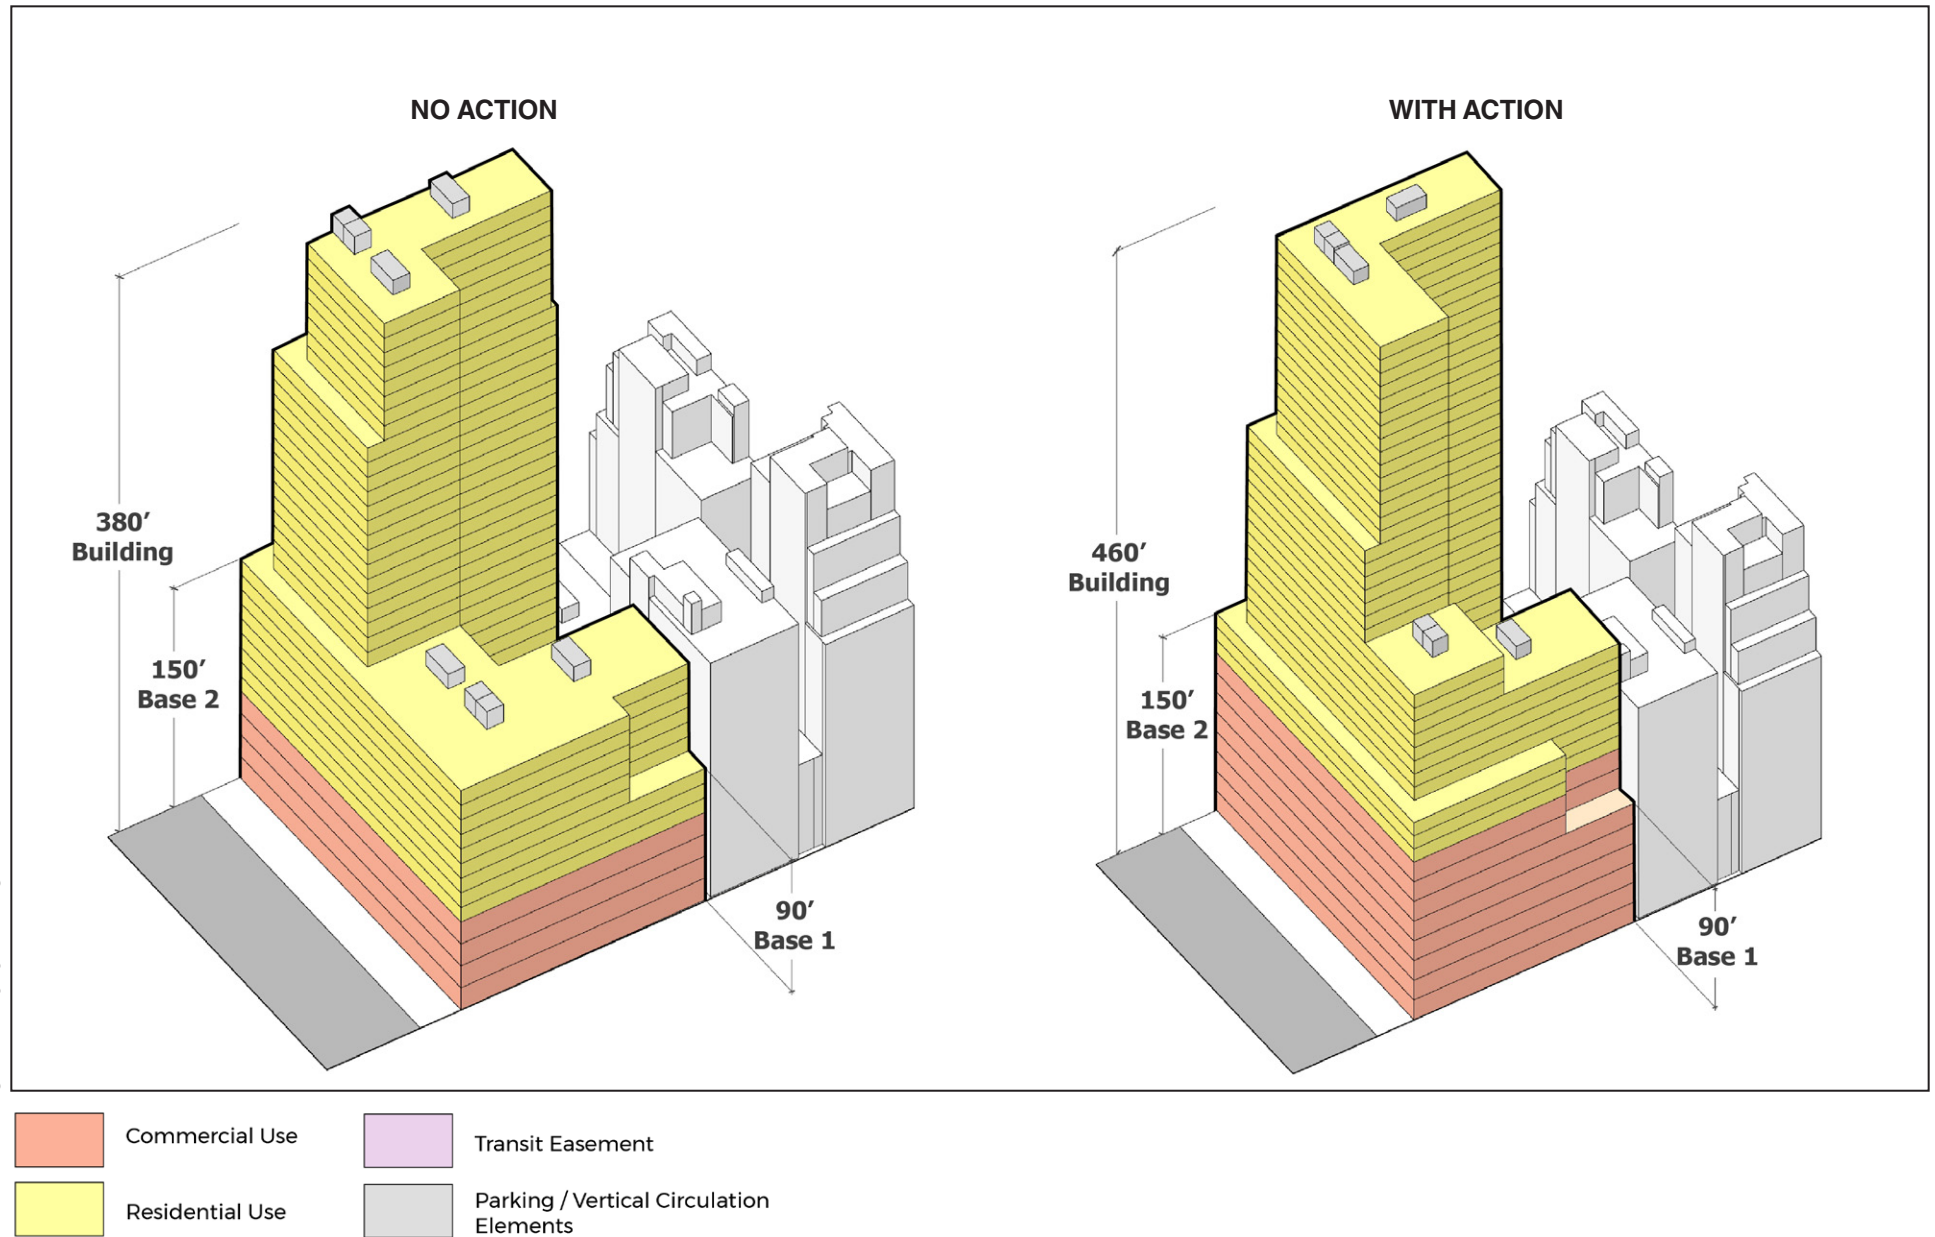 NO ACTION
WITH ACTION
380’
Building
150’
Base 2
90’
Base 1
460’
Building
150’
Base 2
90’
Base 1
Commercial Use
Transit Easement
Residential Use
Parking / Vertical Circulation
Elements